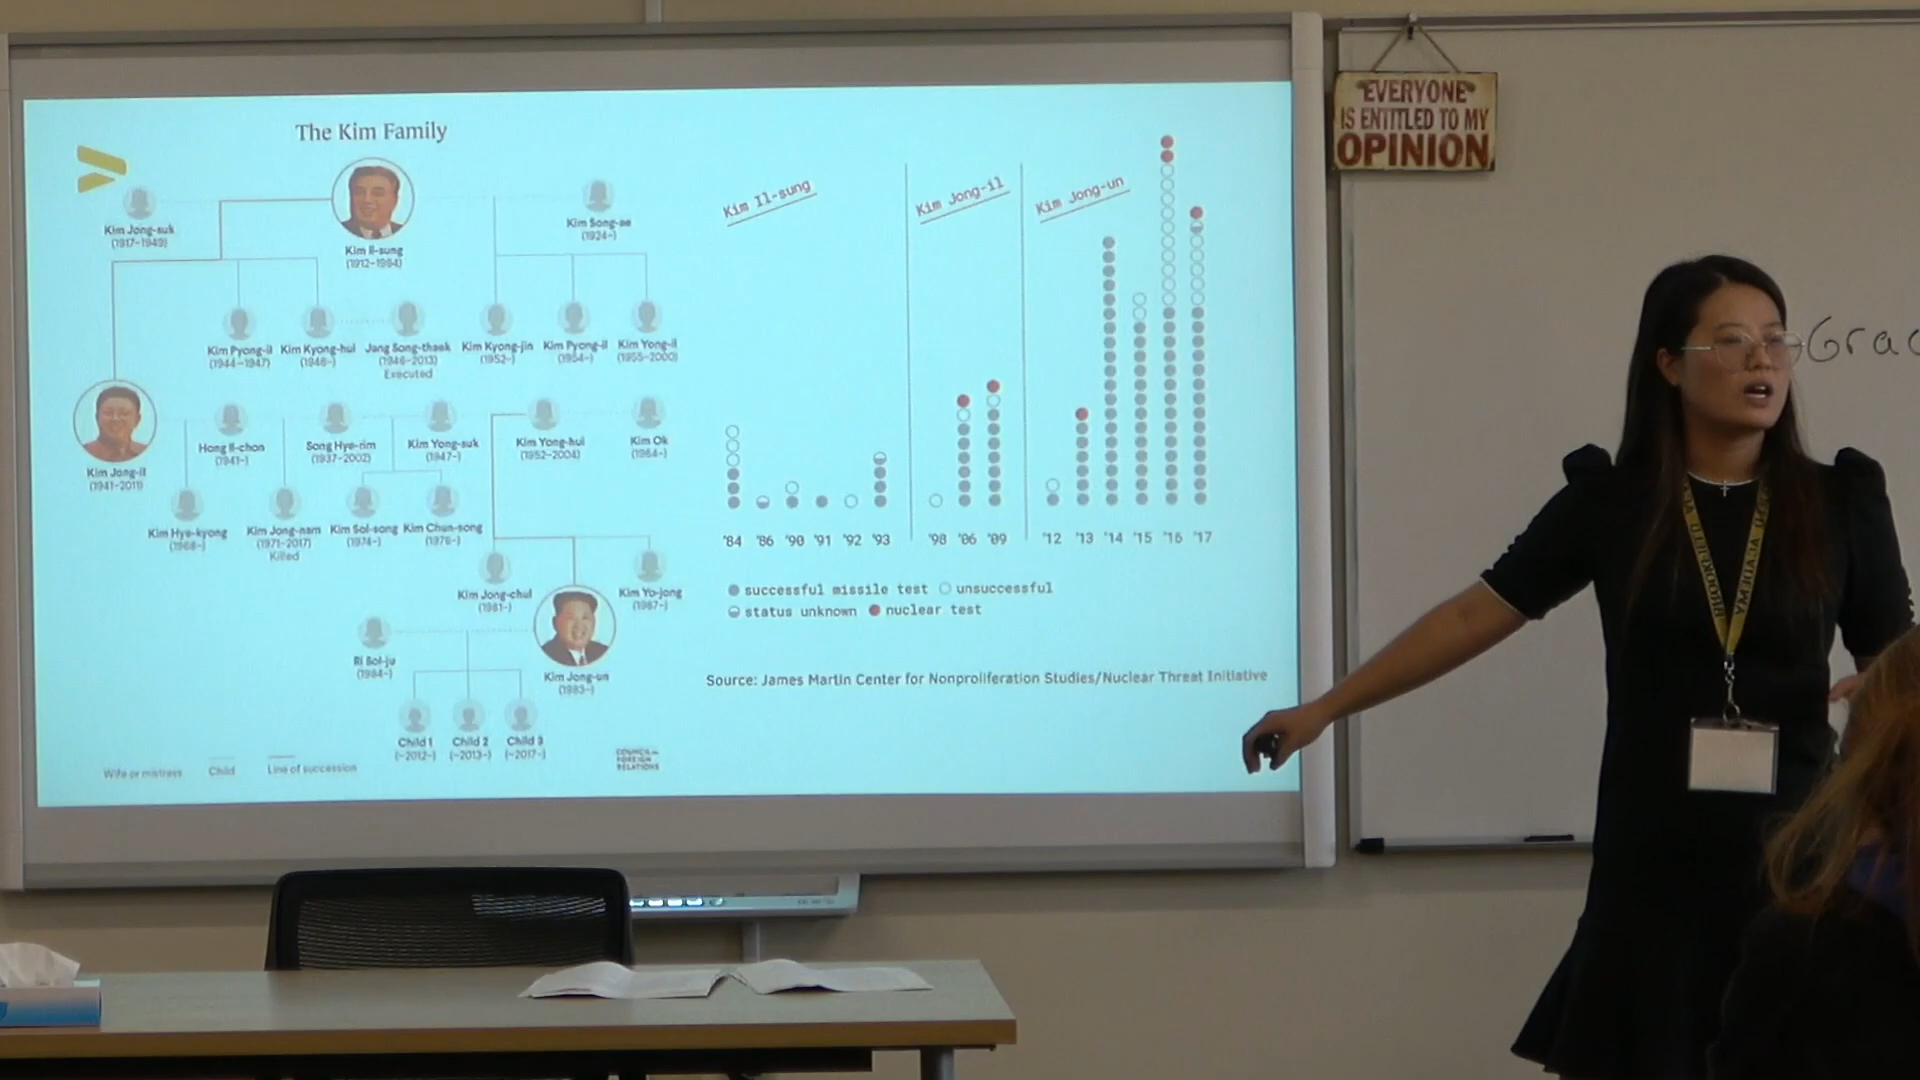 The Kim Family
Kim Jong-suk
(1917-1949)
Kim Il-sung
(1912-1994)
Kim Song-ae
(1924-)
Kim Pyong-il
(1944-1947)
Kim Kyong-hui
(1946-)
Jang Song-thaek
(1946-2013)
Executed
Kim Kyong-jin
(1952-)
Kim Pyong-il
(1954-)
Kim Yong-il
(1955-2000)
Kim Jong-il
(1941-2011)
Hong Il-chon
(1941-)
Song Hye-rim
(1937-2002)
Kim Yong-suk
(1947-)
Kim Yong-hui
(1952-2004)
Kim Ok
(1964-)
Kim Hye-kyong
(1968-)
Kim Jong-nam
(1971-2017)
Killed
Kim Sol-song
(1974-)
Kim Chun-song
(1976-)
Kim Jong-chul
(1981-)
Kim Yo-jong
(1987-)
Ri Sol-ju
(1984-)
Kim Jong-un
(1983-)
Child 1
(~2012-)
Child 2
(~2013-)
Child 3
(~2017-)
Wife or mistress Child Line of succession
COUNCIL on
FOREIGN
RELATIONS
Kim Il-sung
Kim Jong-il
Kim Jong-un
'84 '86 '90 '91 '92 '93 '98 '06 '09 '12 '13 '14 '15 '16 '17
successful missile test unsuccessful
status unknown nuclear test
Source: James Martin Center for Nonproliferation Studies/Nuclear Threat Initiative
EVERYONE
IS ENTITLED TO MY
OPINION
Grac
ACADEMY